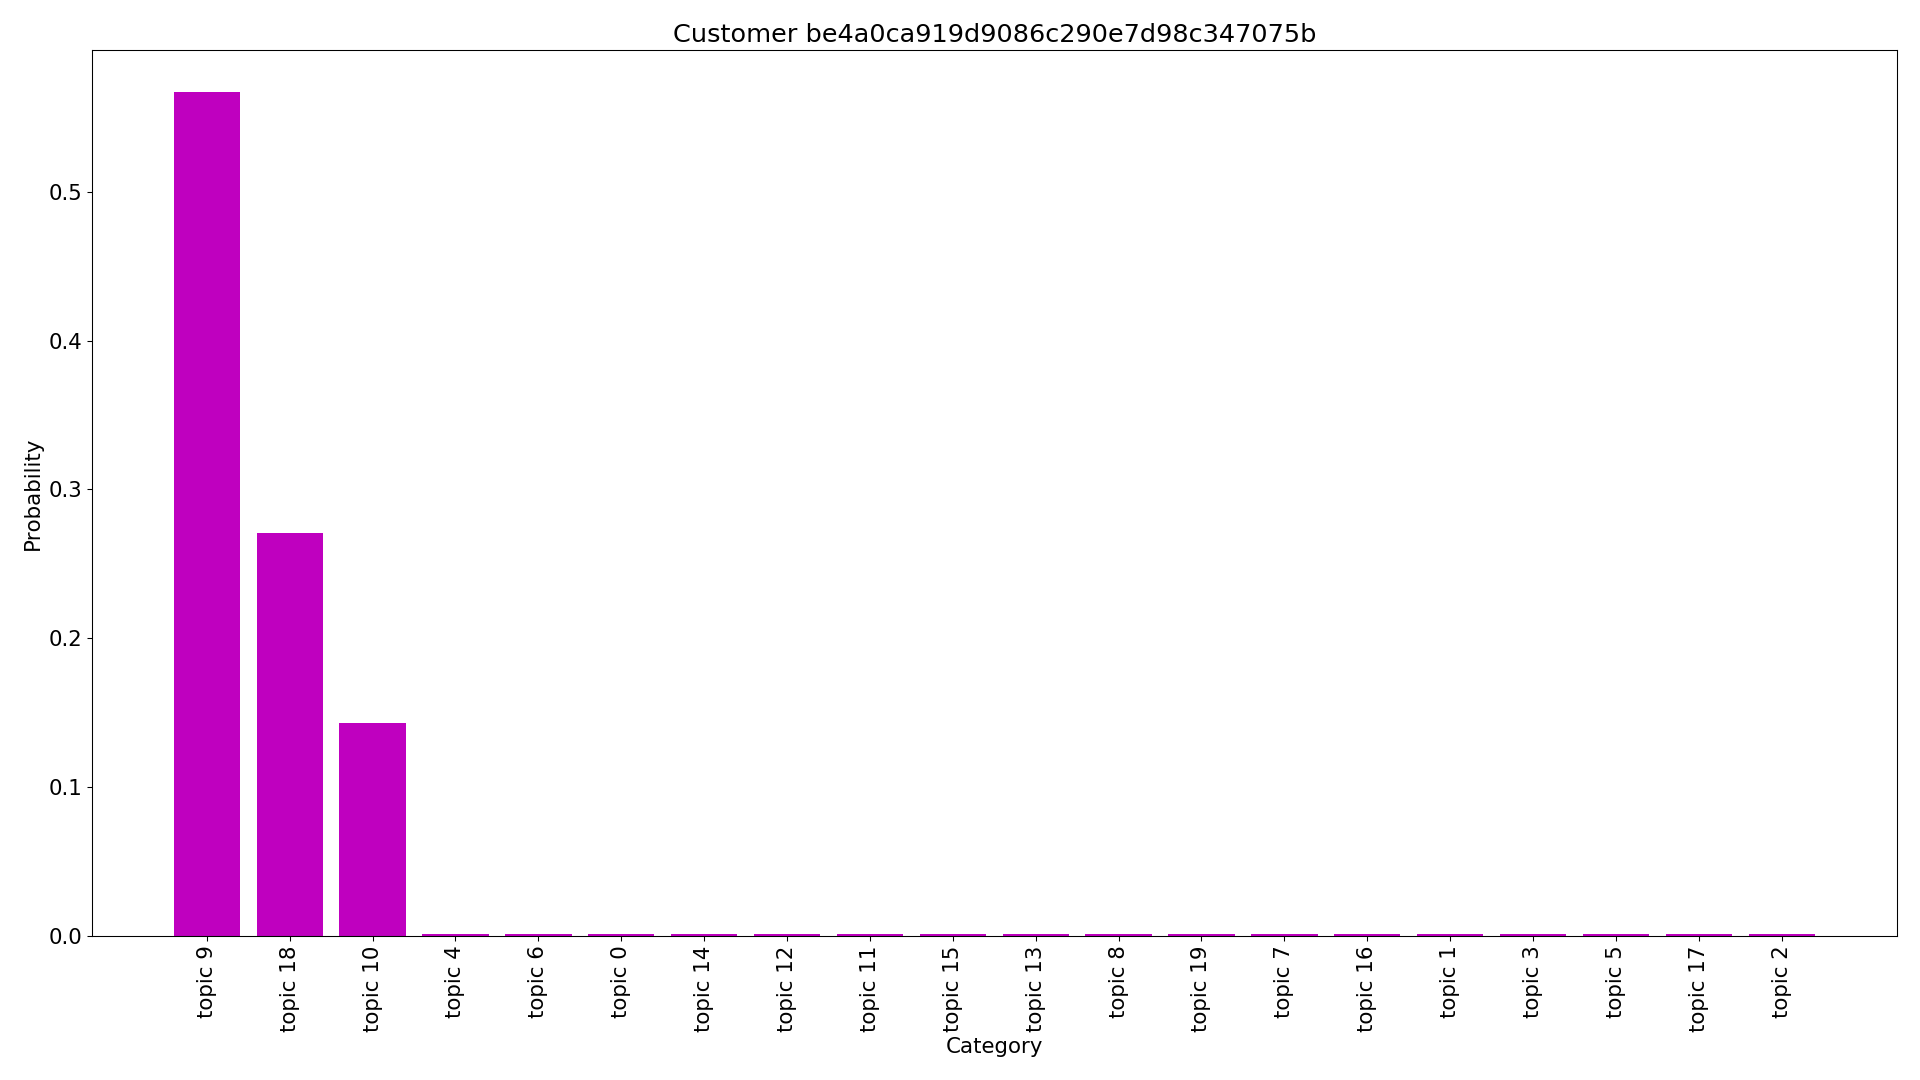 Customer be4a0ca919d9086c290e7d98c347075b
Probability
0.5
0.4
0.3
0.2
0.1
0.0
topic 9
topic 18
topic 10
topic 4
topic 6
topic 0
topic 14
topic 12
topic 11
topic 15
topic 13
topic 8
topic 19
topic 7
topic 16
topic 1
topic 3
topic 5
topic 17
topic 2
Category